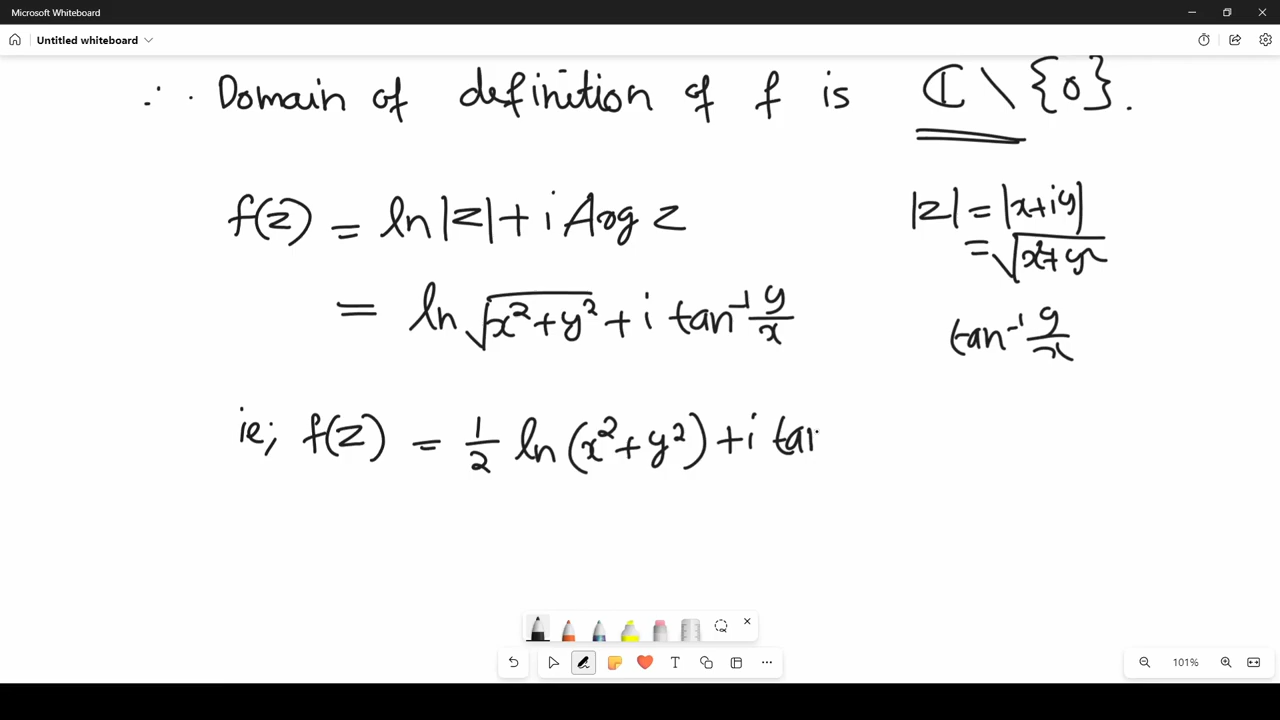 Microsoft Whiteboard
Untitled whiteboard
∴ Domain of definition of f is ℂ \ {0}.
f(z) = ln|z| + i Arg z
|z| = |x+iy|
= √x²+y²
= ln √x²+y² + i tan⁻¹ y/x
tan⁻¹ y/x
ie; f(z) = 1/2 ln (x²+y²) + i tan
101%